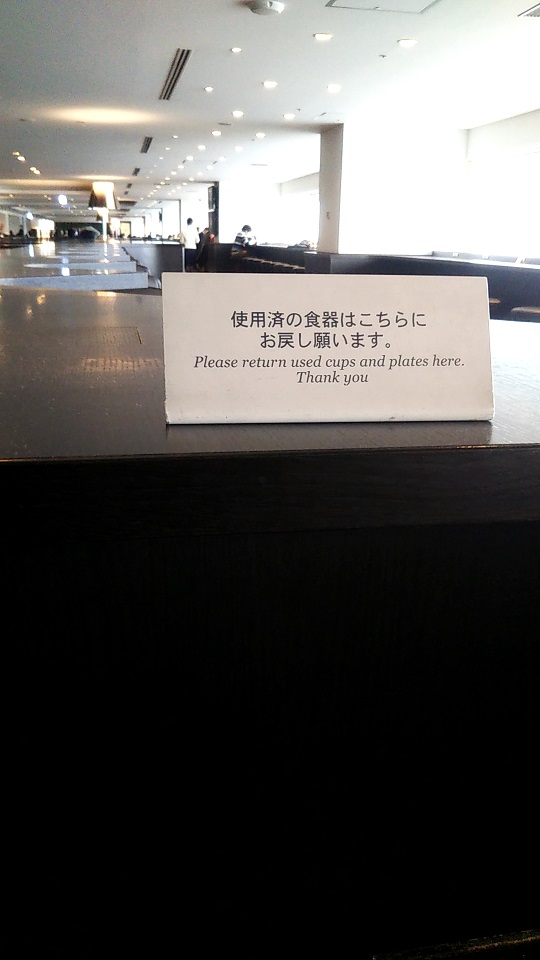 使用済の食器はこちらに
お戻し願います。
Please return used cups and plates here.
Thank you